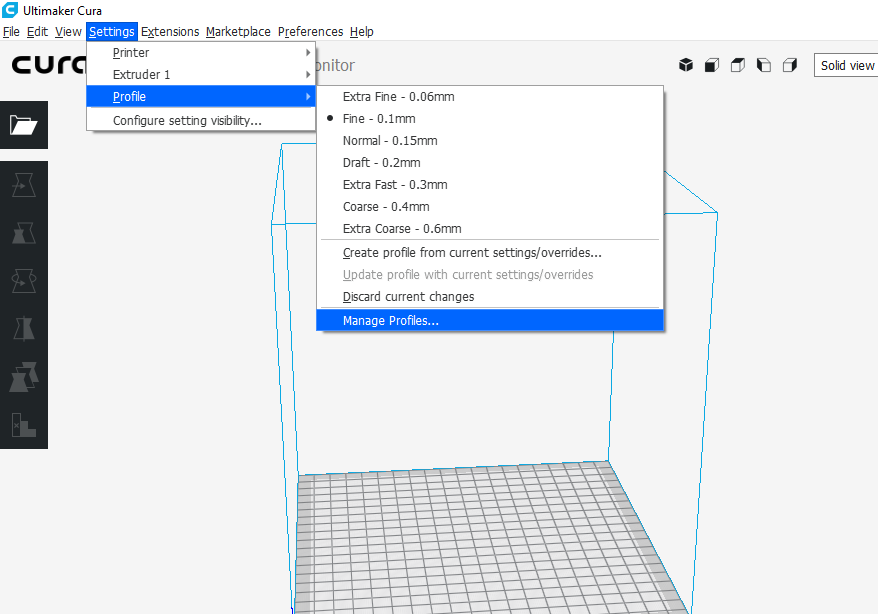 Ultimaker Cura
File Edit View Settings Extensions Marketplace Preferences Help
Printer
Extruder 1
Profile
Configure setting visibility...
Solid view
Extra Fine - 0.06mm
Fine - 0.1mm
Normal - 0.15mm
Draft - 0.2mm
Extra Fast - 0.3mm
Coarse - 0.4mm
Extra Coarse - 0.6mm
Create profile from current settings/overrides...
Update profile with current settings/overrides
Discard current changes
Manage Profiles...